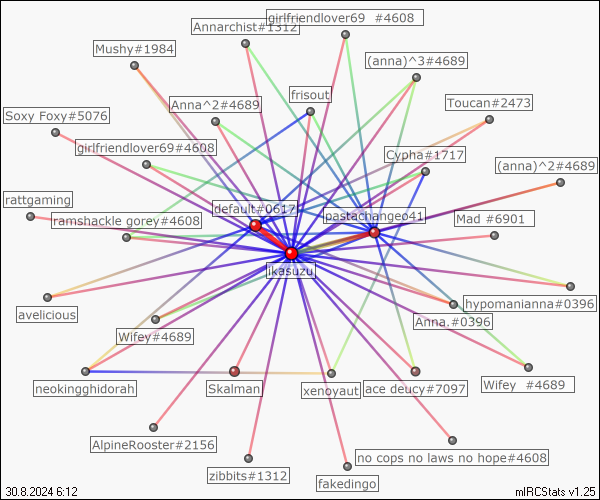 girlfriendlover69 #4608
Annarchist#1312
Mushy#1984
(anna)^3#4689
frisout
Anna^2#4689
Toucan#2473
Soxy Foxy#5076
girlfriendlover69#4608
Cypha#1717
(anna)^2#4689
rattgaming
default#0617
pastachange041
ramshackle gorey#4608
Mad #6901
jikasuzu
hypomanianna#0396
avelicious
Anna.#0396
Wifey#4689
neokingghidorah
Skalman
xenoyaut
ace deucy#7097
Wifey #4689
AlpineRooster#2156
no cops no laws no hope#4608
zibbits#1312
fakedingo
30.8.2024 6:12
mIRCStats v1.25